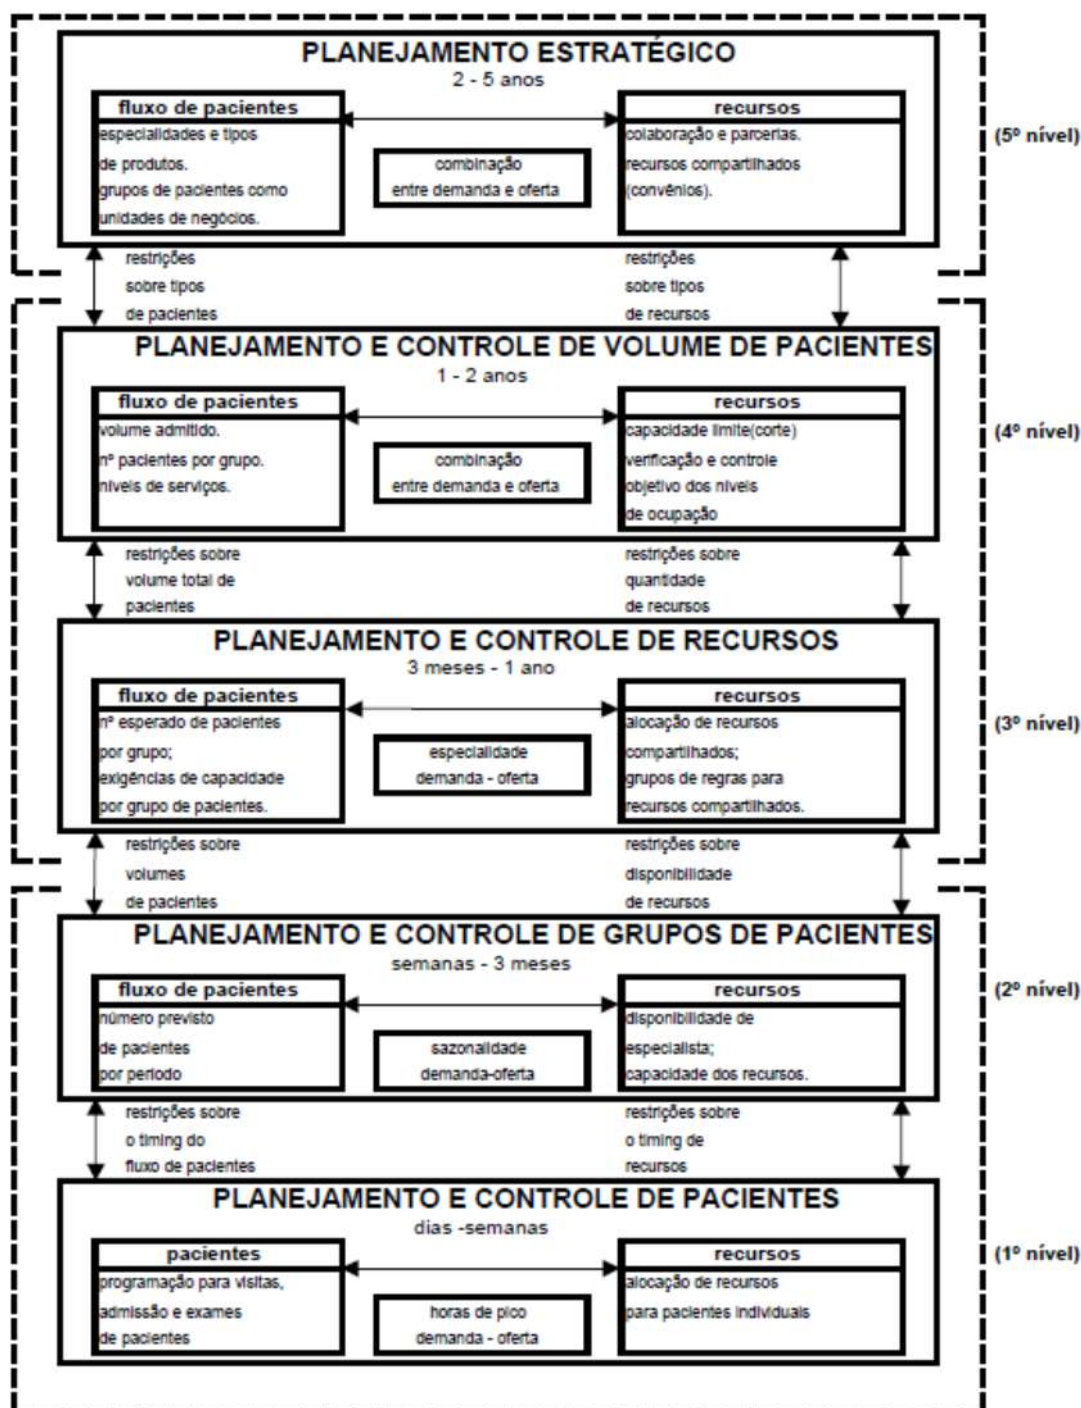 PLANEJAMENTO ESTRATÉGICO
2 - 5 anos
fluxo de pacientes
especialidades e tipos
de produtos.
grupos de pacientes como
unidades de negócios.
combinação
entre demanda e oferta
recursos
colaboração e parcerias.
recursos compartilhados
(convênios).
(5º nível)
restrições
sobre tipos
de pacientes
restrições
sobre tipos
de recursos
PLANEJAMENTO E CONTROLE DE VOLUME DE PACIENTES
1 - 2 anos
fluxo de pacientes
volume admitido.
nº pacientes por grupo.
níveis de serviços.
combinação
entre demanda e oferta
recursos
capacidade limite(corte)
verificação e controle
objetivo dos níveis
de ocupação
(4º nível)
restrições sobre
volume total de
pacientes
restrições sobre
quantidade
de recursos
PLANEJAMENTO E CONTROLE DE RECURSOS
3 meses - 1 ano
fluxo de pacientes
nº esperado de pacientes
por grupo;
exigências de capacidade
por grupo de pacientes.
especialidade
demanda - oferta
recursos
alocação de recursos
compartilhados;
grupos de regras para
recursos compartilhados.
(3º nível)
restrições sobre
volumes
de pacientes
restrições sobre
disponibilidade
de recursos
PLANEJAMENTO E CONTROLE DE GRUPOS DE PACIENTES
semanas - 3 meses
fluxo de pacientes
número previsto
de pacientes
por período
sazonalidade
demanda-oferta
recursos
disponibilidade de
especialista;
capacidade dos recursos.
(2º nível)
restrições sobre
o timing do
fluxo de pacientes
restrições sobre
o timing de
recursos
PLANEJAMENTO E CONTROLE DE PACIENTES
dias -semanas
pacientes
programação para visitas,
admissão e exames
de pacientes
horas de pico
demanda - oferta
recursos
alocação de recursos
para pacientes individuais
(1º nível)